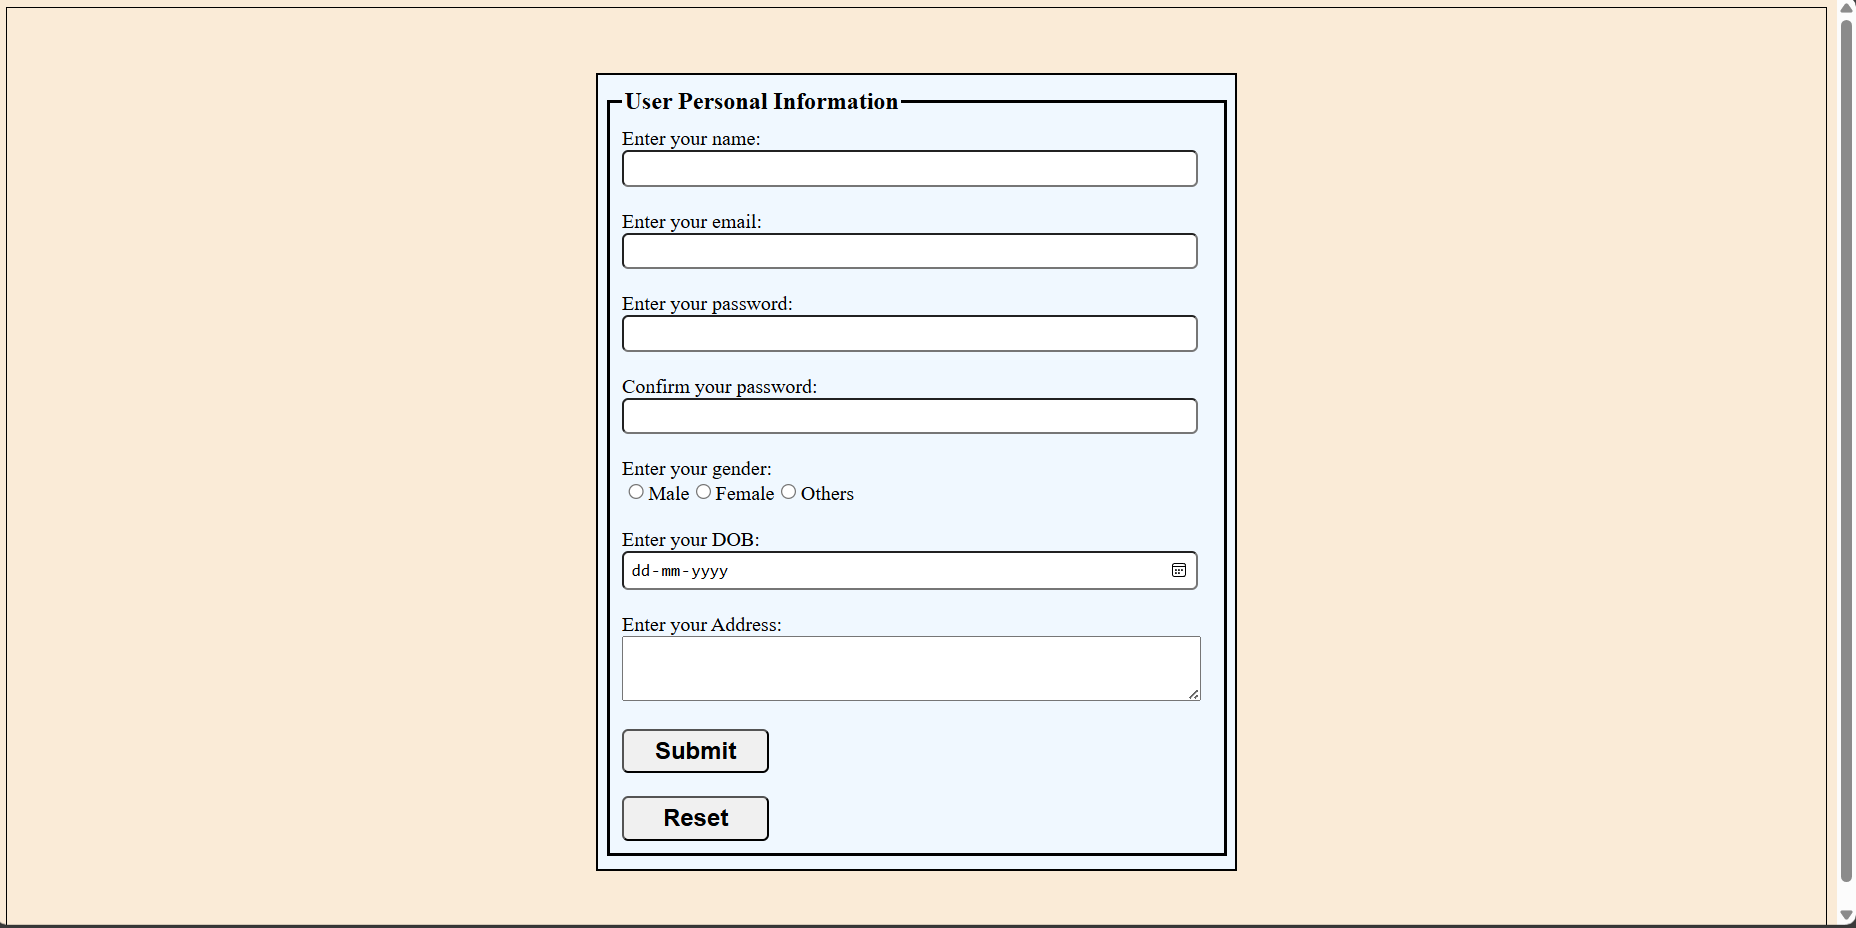 User Personal Information
Enter your name:
Enter your email:
Enter your password:
Confirm your password:
Enter your gender:
Male Female Others
Enter your DOB:
dd-mm-yyyy
Enter your Address:
Submit
Reset